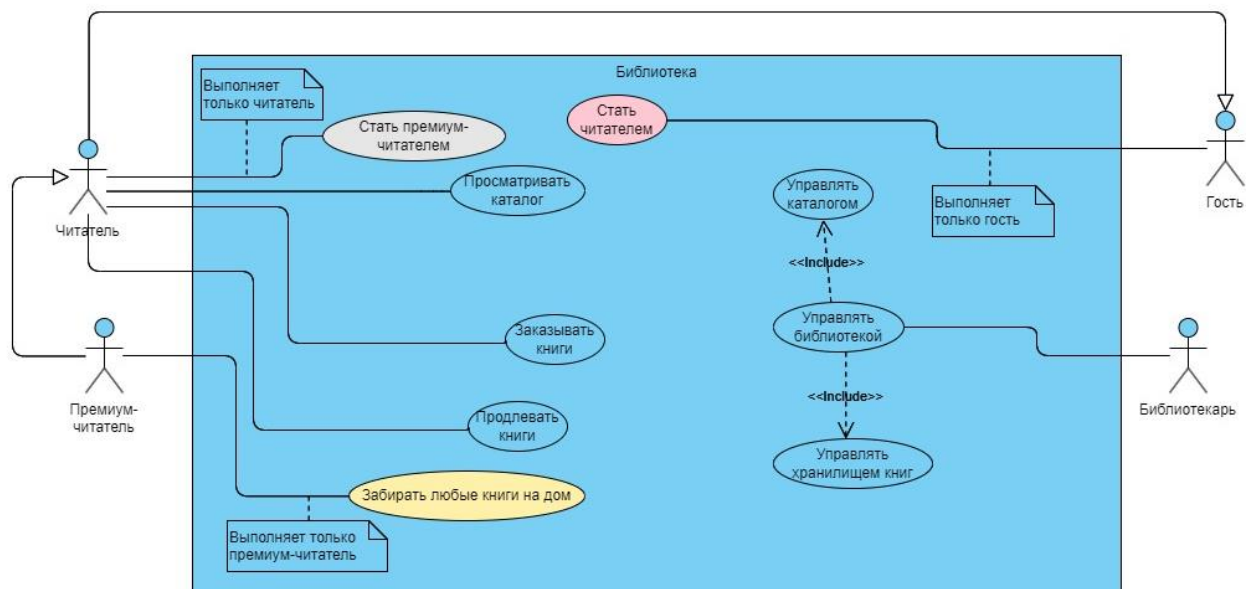 Библиотека
Выполняет
только читатель
Стать премиум-
читателем
Стать
читателем
Просматривать
каталог
Управлять
каталогом
Выполняет
только гость
Читатель
Гость
<<Include>>
Заказывать
книги
Управлять
библиотекой
Премиум-
читатель
Библиотекарь
<<Include>>
Продлевать
книги
Управлять
хранилищем книг
Забирать любые книги на дом
Выполняет только
премиум-читатель